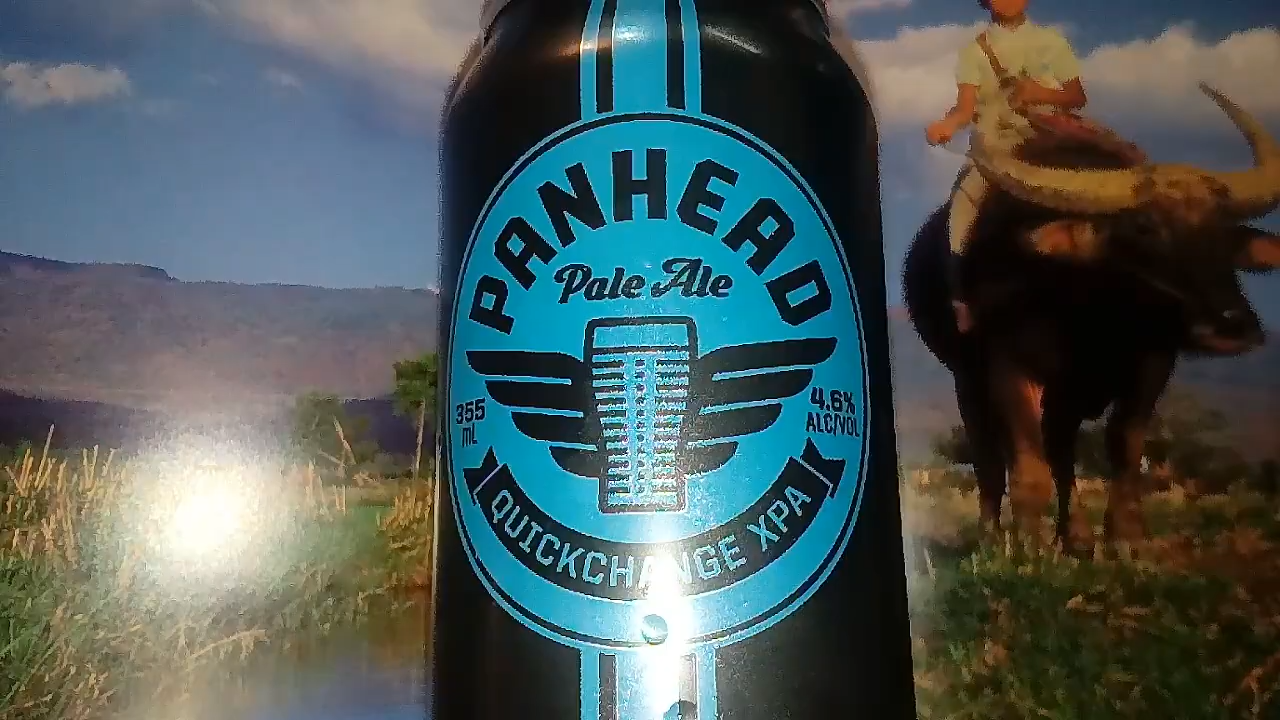 PANHEAD
Pale Ale
355
mL
4.6%
ALC/VOL
QUICKCHANGE XPA